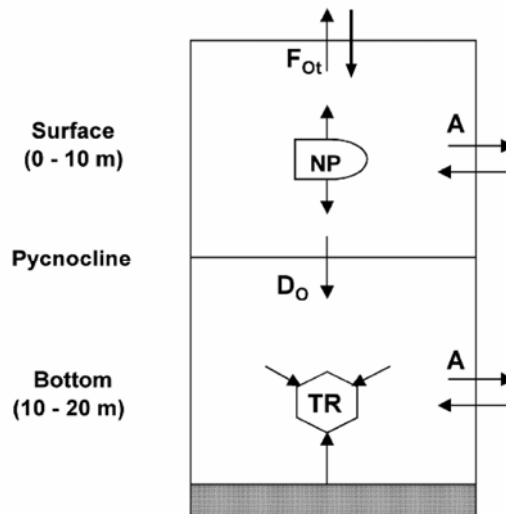 F_Ot
Surface
(0 - 10 m)
A
NP
Pycnocline
D_O
Bottom
(10 - 20 m)
A
TR